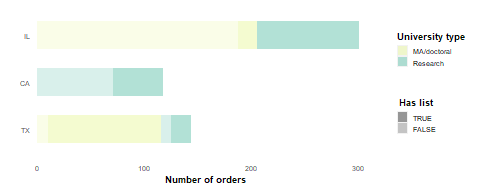 IL
CA
TX
0
100
200
300
Number of orders
University type
MA/doctoral
Research
Has list
TRUE
FALSE